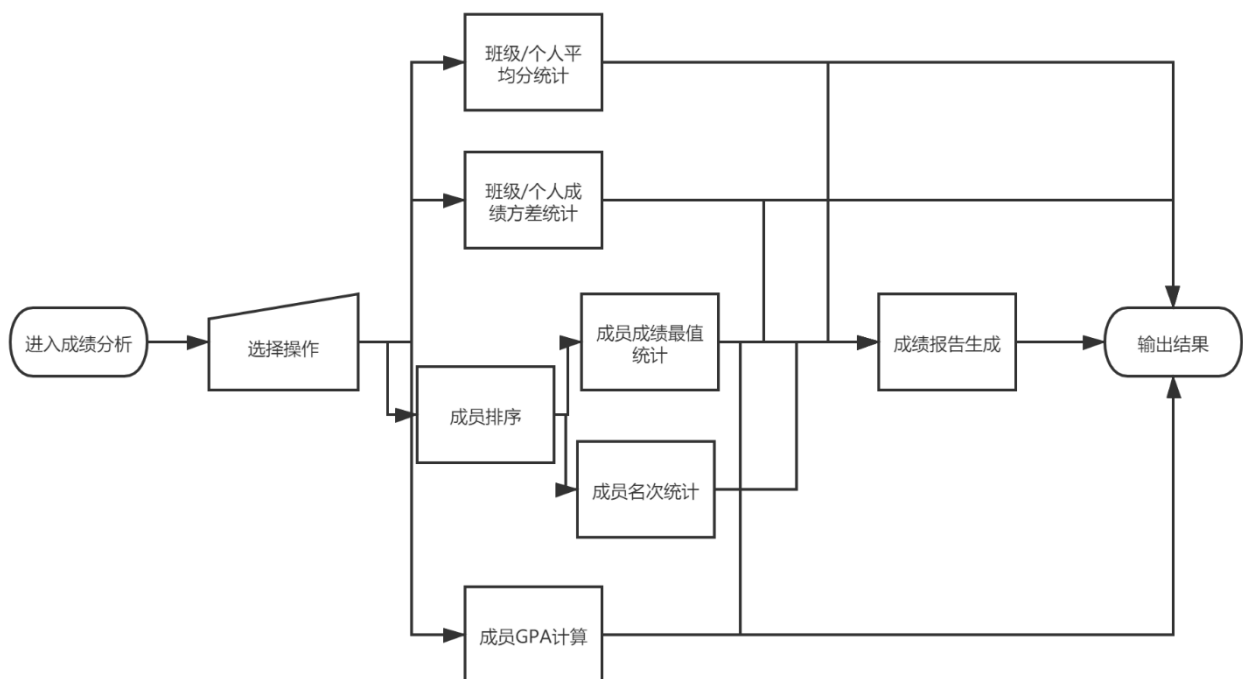 班级/个人平
均分统计
班级/个人成
绩方差统计
进入成绩分析
选择操作
成员成绩最值
统计
成绩报告生成
输出结果
成员排序
成员名次统计
成员GPA计算